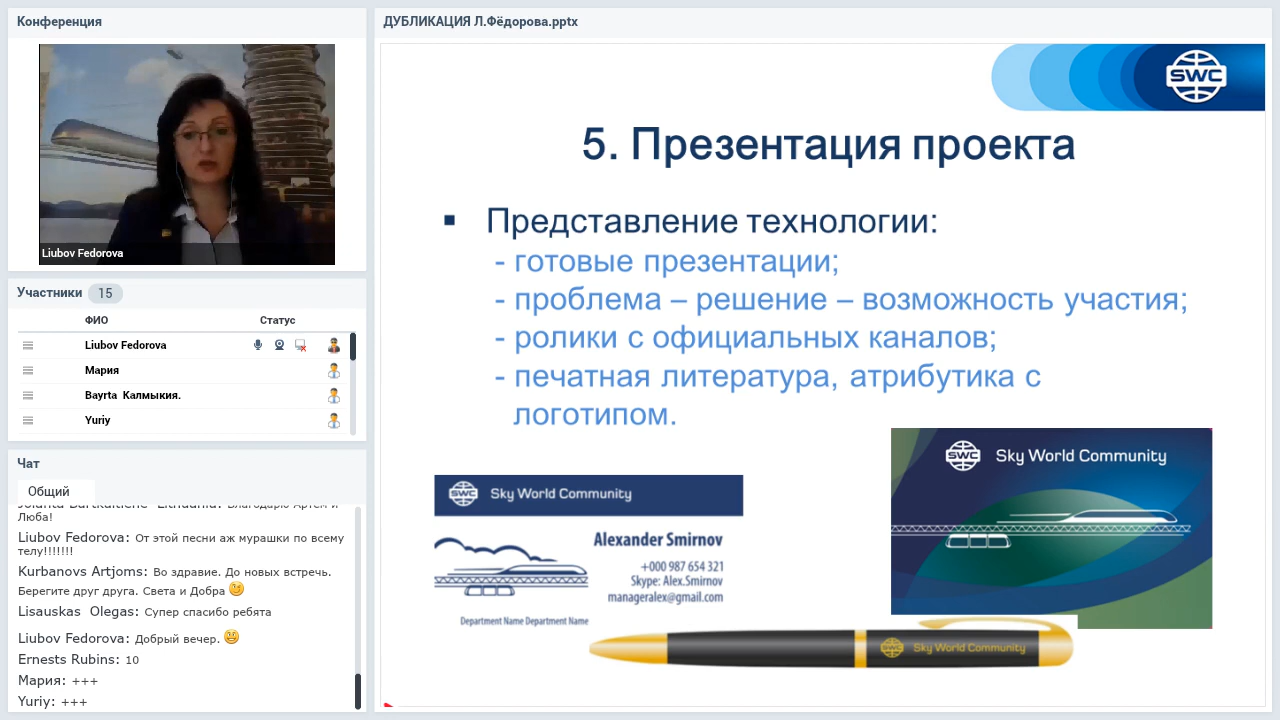 Конференция
Liubov Fedorova
Участники 15
ФИО Статус
Liubov Fedorova
Мария
Bayrta Калмыкия.
Yuriy
Чат
Общий
Люба!
Liubov Fedorova: От этой песни аж мурашки по всему
телу!!!!!!!
Kurbanovs Artjoms: Во здравие. До новых встречь.
Берегите друг друга. Света и Добра
Lisauskas Olegas: Супер спасибо ребята
Liubov Fedorova: Добрый вечер.
Ernests Rubins: 10
Мария: +++
Yuriy: +++
ДУБЛИКАЦИЯ Л.Фёдорова.pptx
SWC
5. Презентация проекта
Представление технологии:
- готовые презентации;
- проблема – решение – возможность участия;
- ролики с официальных каналов;
- печатная литература, атрибутика с
логотипом.
SWC Sky World Community
Alexander Smirnov
+000 987 654 321
Skype: Alex.Smirnov
manageralex@gmail.com
Department Name Department Name
SWC Sky World Community
SWC Sky World Community